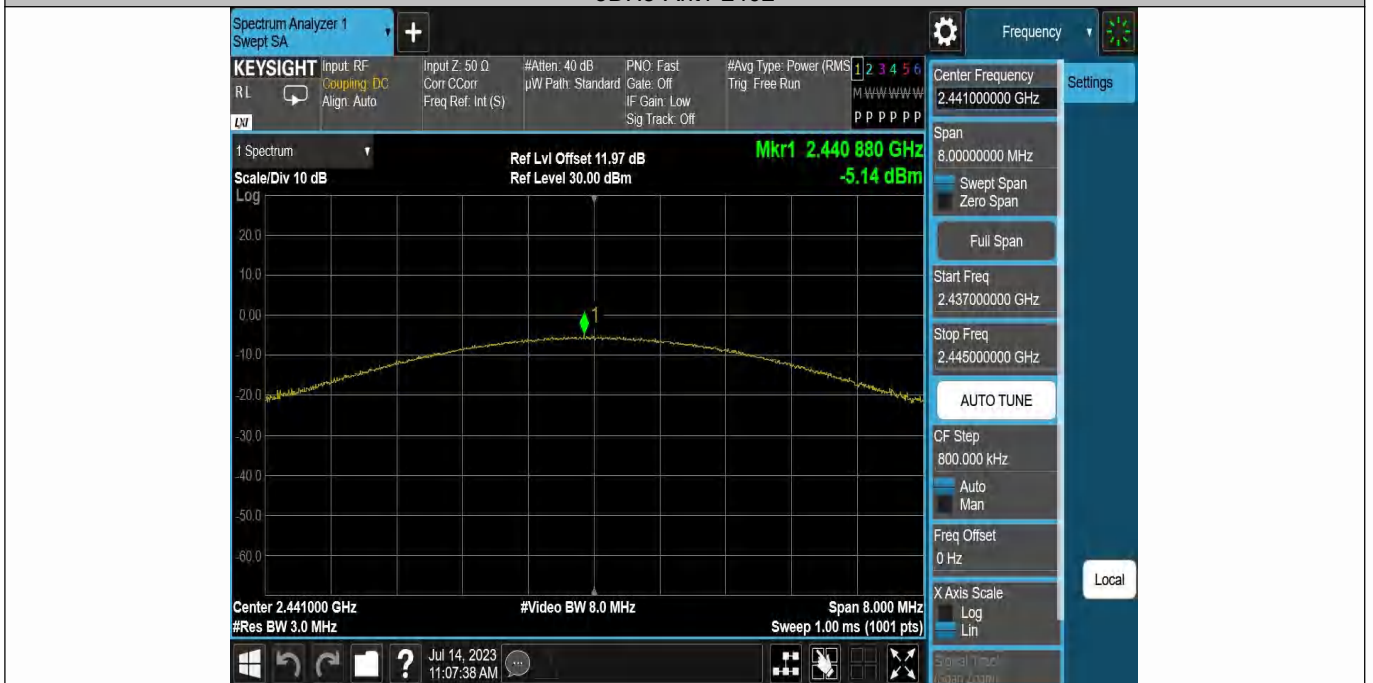 Spectrum Analyzer 1
Swept SA
+
Frequency
KEYSIGHT
RL
LXI
Input: RF
Coupling: DC
Align: Auto
Input Z: 50 Ω
Corr CCorr
Freq Ref: Int (S)
#Atten: 40 dB
µW Path: Standard
PNO: Fast
Gate: Off
IF Gain: Low
Sig Track: Off
#Avg Type: Power (RMS
Trig: Free Run
1 2 3 4 5 6
M W W W W W
P P P P P P
Center Frequency
2.441000000 GHz
Settings
Span
8.00000000 MHz
Swept Span
Zero Span
Full Span
Start Freq
2.437000000 GHz
Stop Freq
2.445000000 GHz
AUTO TUNE
CF Step
800.000 kHz
Auto
Man
Freq Offset
0 Hz
X Axis Scale
Log
Lin
Local
1 Spectrum
Scale/Div 10 dB
Log
Ref Lvl Offset 11.97 dB
Ref Level 30.00 dBm
Mkr1 2.440 880 GHz
-5.14 dBm
20.0
10.0
0.00
-10.0
-20.0
-30.0
-40.0
-50.0
-60.0
1
Center 2.441000 GHz
#Res BW 3.0 MHz
#Video BW 8.0 MHz
Span 8.000 MHz
Sweep 1.00 ms (1001 pts)
?
Jul 14, 2023
11:07:38 AM